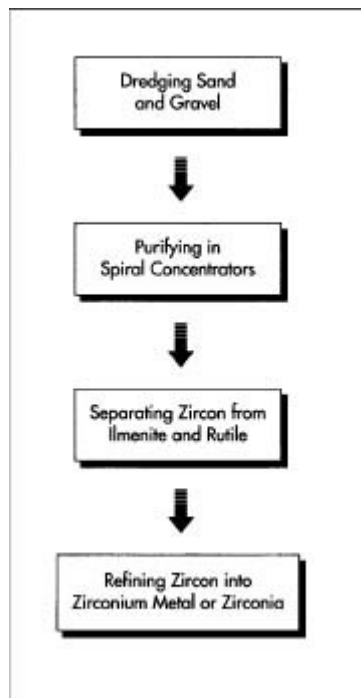 Dredging Sand
and Gravel
Purifying in
Spiral Concentrators
Separating Zircon from
Ilmenite and Rutile
Refining Zircon into
Zirconium Metal or Zirconia